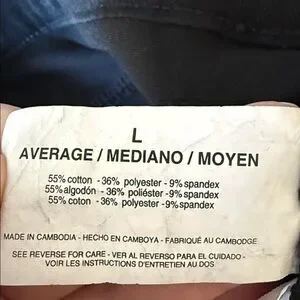 L
AVERAGE / MEDIANO / MOYEN
55% cotton - 36% polyester - 9% spandex
55% algodón - 36% poliéster - 9% spandex
55% coton - 36% polyester - 9% spandex
MADE IN CAMBODIA - HECHO EN CAMBOYA - FABRIQUÉ AU CAMBODGE
SEE REVERSE FOR CARE - VER AL REVERSO PARA EL CUIDADO -
VOIR LES INSTRUCTIONS D'ENTRETIEN AU DOS